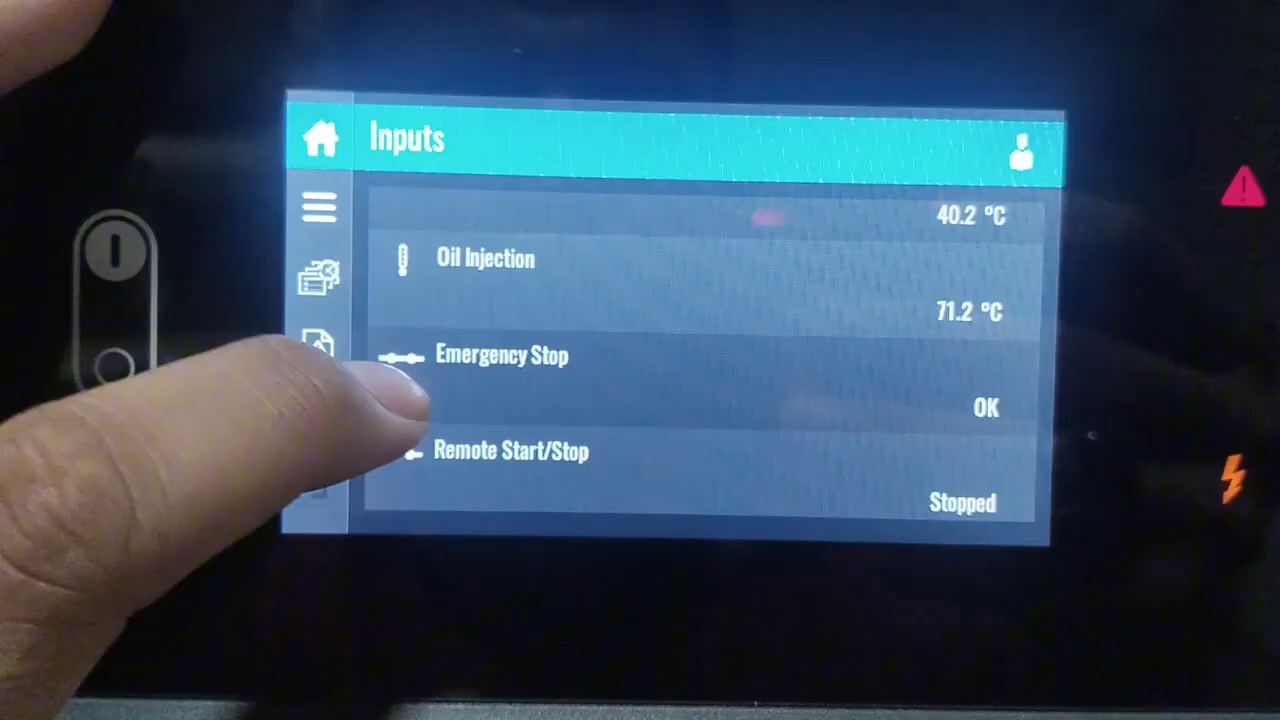 Inputs
40.2 °C
Oil Injection
71.2 °C
Emergency Stop
OK
Remote Start/Stop
Stopped